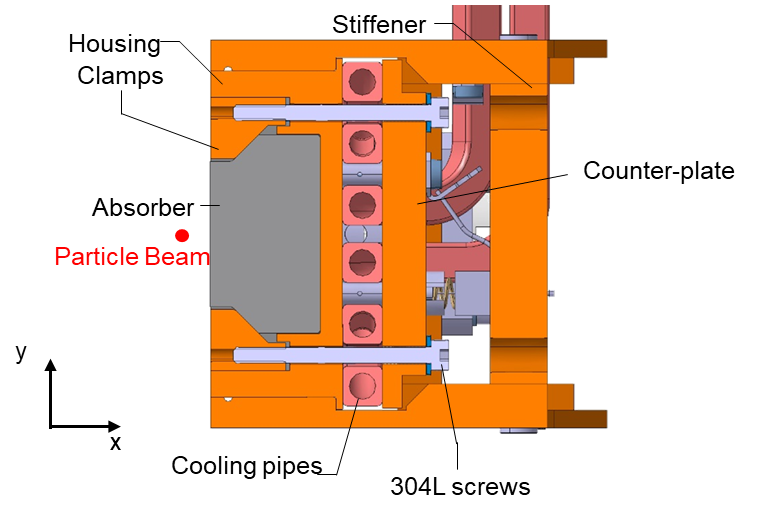 Stiffener
Housing
Clamps
Counter-plate
Absorber
Particle Beam
y
x
Cooling pipes
304L screws